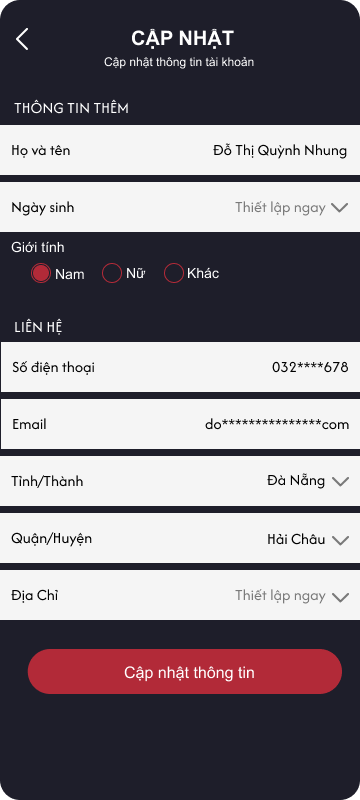 CẬP NHẬT
Cập nhật thông tin tài khoản
THÔNG TIN THÊM
Họ và tên Đỗ Thị Quỳnh Nhung
Ngày sinh Thiết lập ngay
Giới tính
Nam Nữ Khác
LIÊN HỆ
Số điện thoại 032****678
Email do***************com
Tỉnh/Thành Đà Nẵng
Quận/Huyện Hải Châu
Địa Chỉ Thiết lập ngay
Cập nhật thông tin